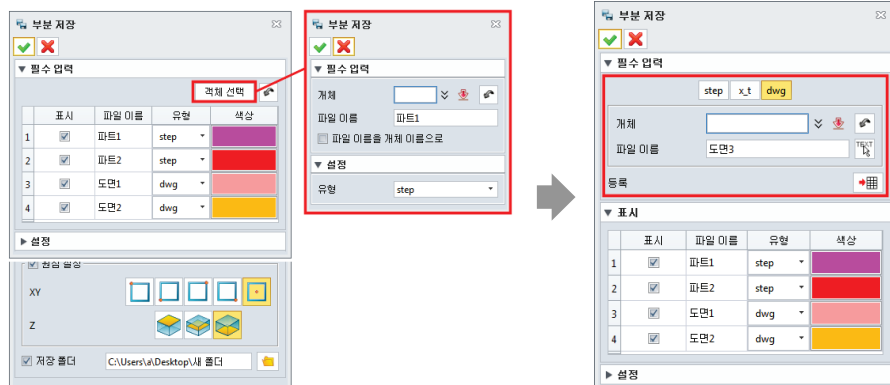 부분 저장
필수 입력
객체 선택
표시 파일 이름 유형 색상
1 파트1 step
2 파트2 step
3 도면1 dwg
4 도면2 dwg
설정
원점 설정
XY
Z
저장 폴더 C:\Users\a\Desktop\새 폴더
부분 저장
필수 입력
개체
파일 이름 파트1
파일 이름을 개체 이름으로
설정
유형 step
부분 저장
필수 입력
step x_t dwg
개체
파일 이름 도면3 TEXT
등록
표시
표시 파일 이름 유형 색상
1 파트1 step
2 파트2 step
3 도면1 dwg
4 도면2 dwg
설정